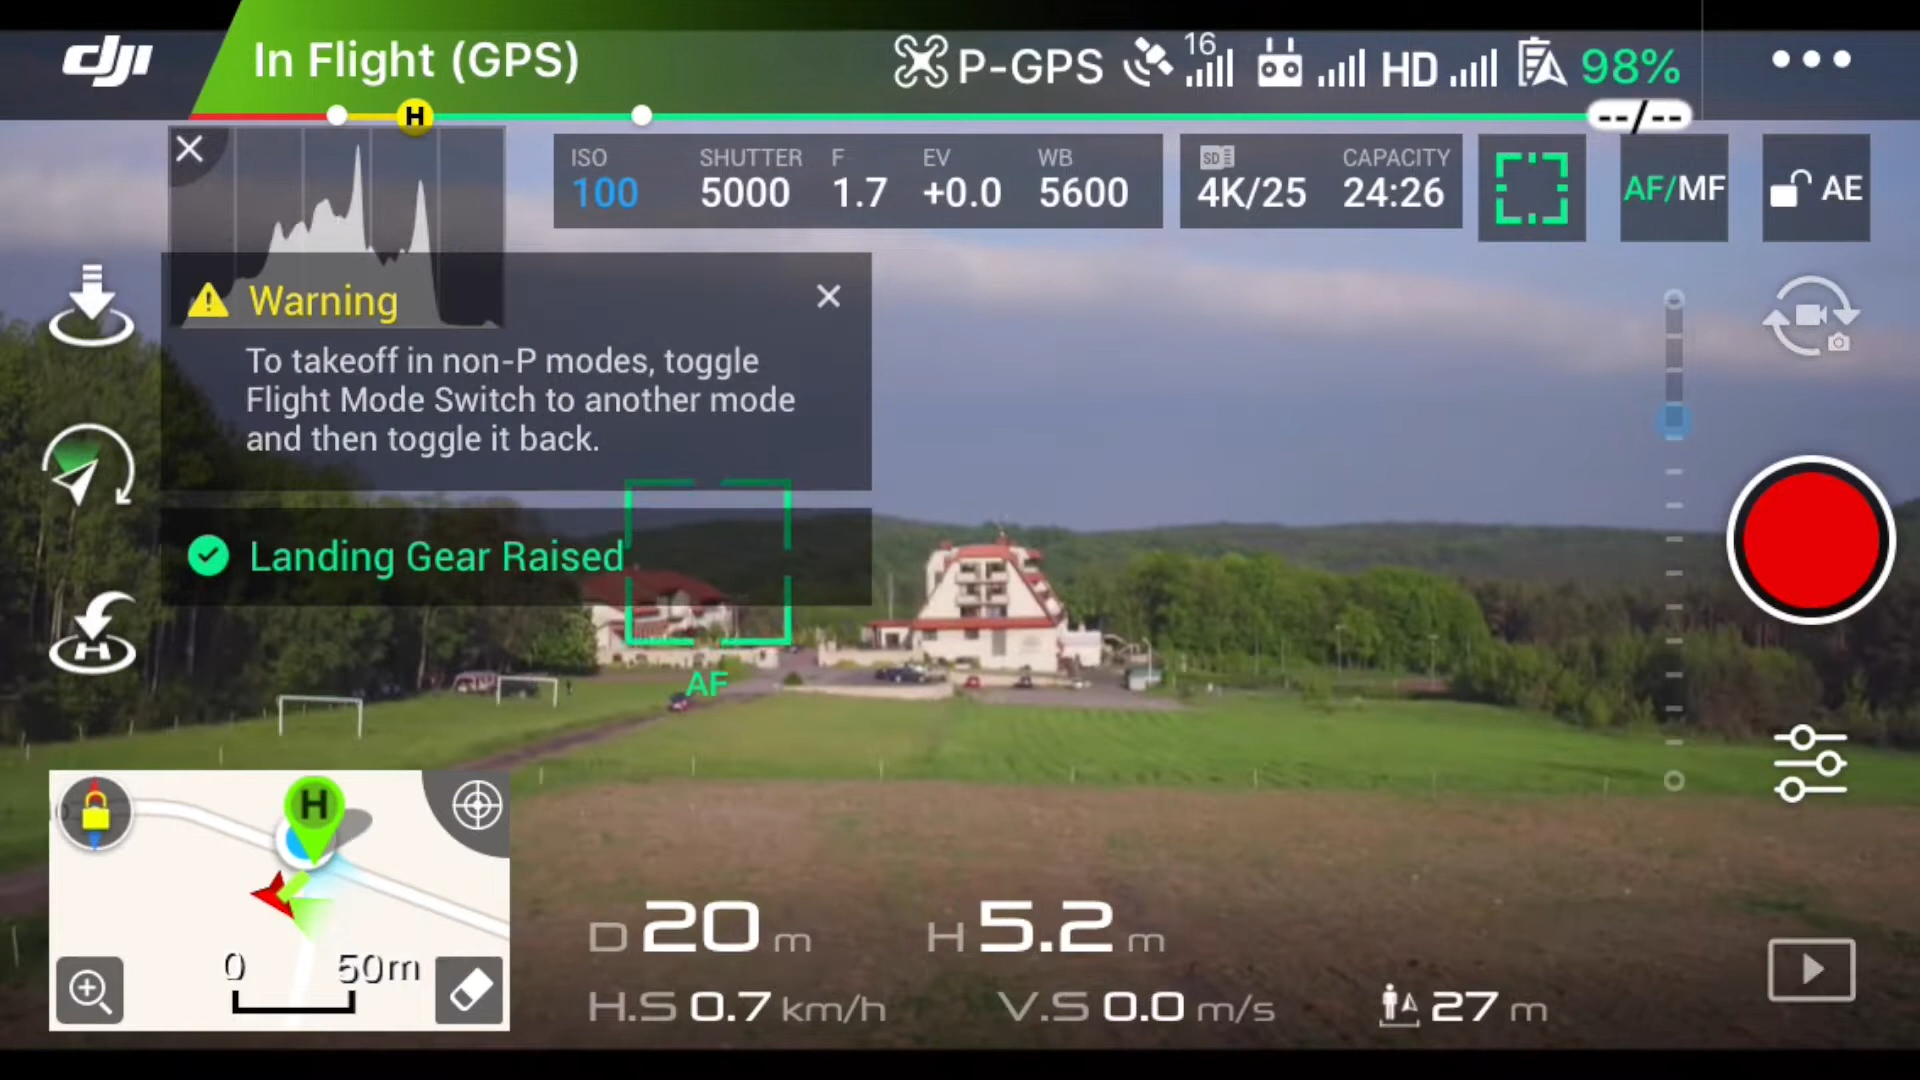 dji
In Flight (GPS)
P-GPS
16
HD
98%
H
--/--
ISO
100
SHUTTER
5000
F
1.7
EV
+0.0
WB
5600
SD
4K/25
CAPACITY
24:26
AF/MF
AE
Warning
To takeoff in non-P modes, toggle
Flight Mode Switch to another mode
and then toggle it back.
Landing Gear Raised
AF
H
H
0
50m
D 20 m
H 5.2 m
H.S 0.7 km/h
V.S 0.0 m/s
27 m